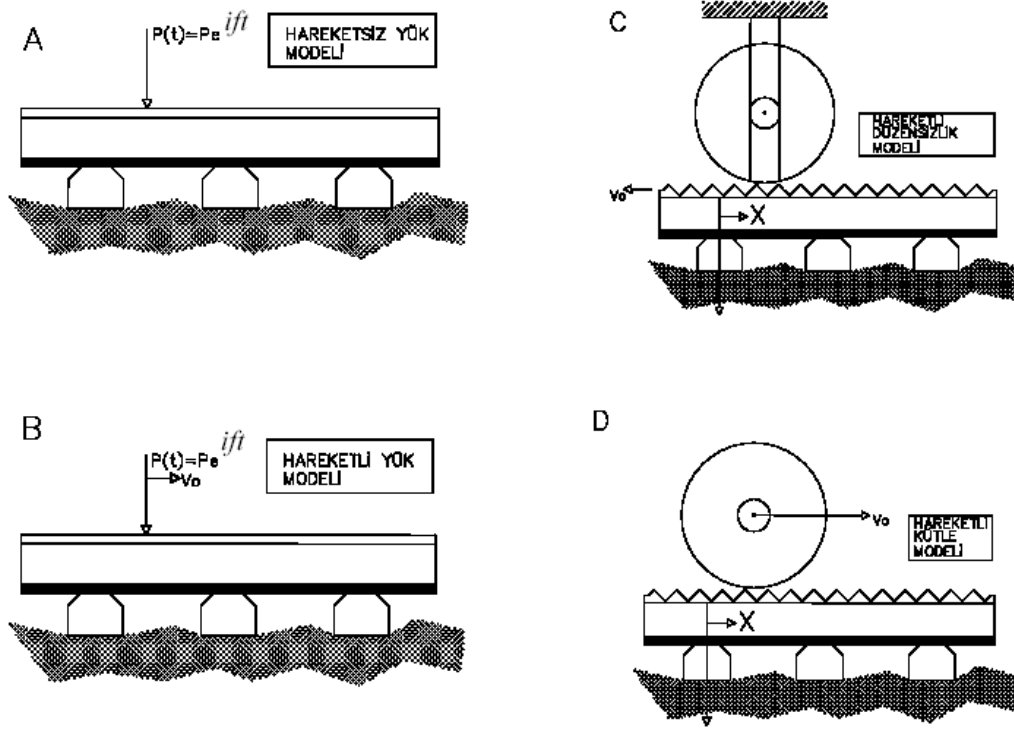 A
P(t)=Pe ift
HAREKETSİZ YÜK
MODELİ
B
P(t)=Pe ift
Vo
HAREKETLİ YÜK
MODELİ
C
HAREKETLİ
DÜZENSİZLİK
MODELİ
Vo
X
D
Vo
HAREKETLİ
KÜTLE
MODELİ
X